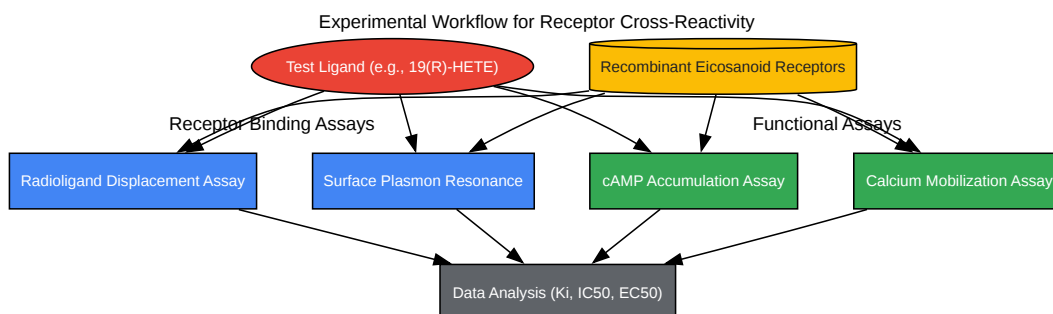 Experimental Workflow for Receptor Cross-Reactivity
Test Ligand (e.g., 19(R)-HETE)
Recombinant Eicosanoid Receptors
Receptor Binding Assays
Functional Assays
Radioligand Displacement Assay
Surface Plasmon Resonance
cAMP Accumulation Assay
Calcium Mobilization Assay
Data Analysis (Ki, IC50, EC50)